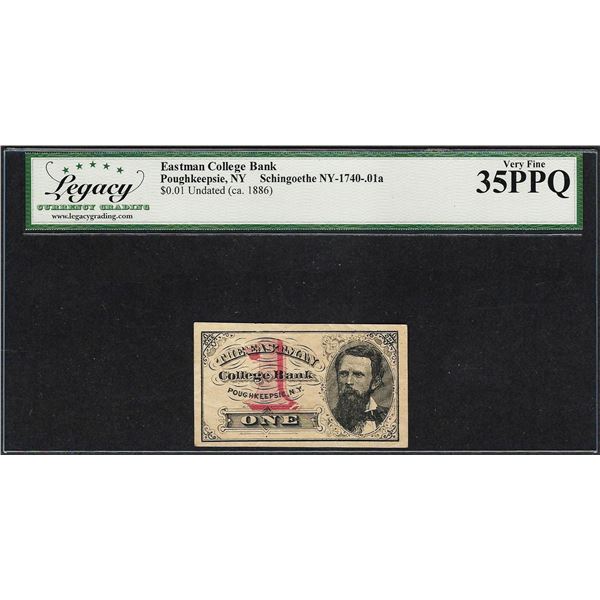 Legacy
CURRENCY GRADING
www.legacygrading.com
Eastman College Bank
Poughkeepsie, NY Schingoethe NY-1740-.01a
$0.01 Undated (ca. 1886)
Very Fine
35PPQ
THE EASTMAN
College Bank
POUGHKEEPSIE, N.Y.
1
ONE